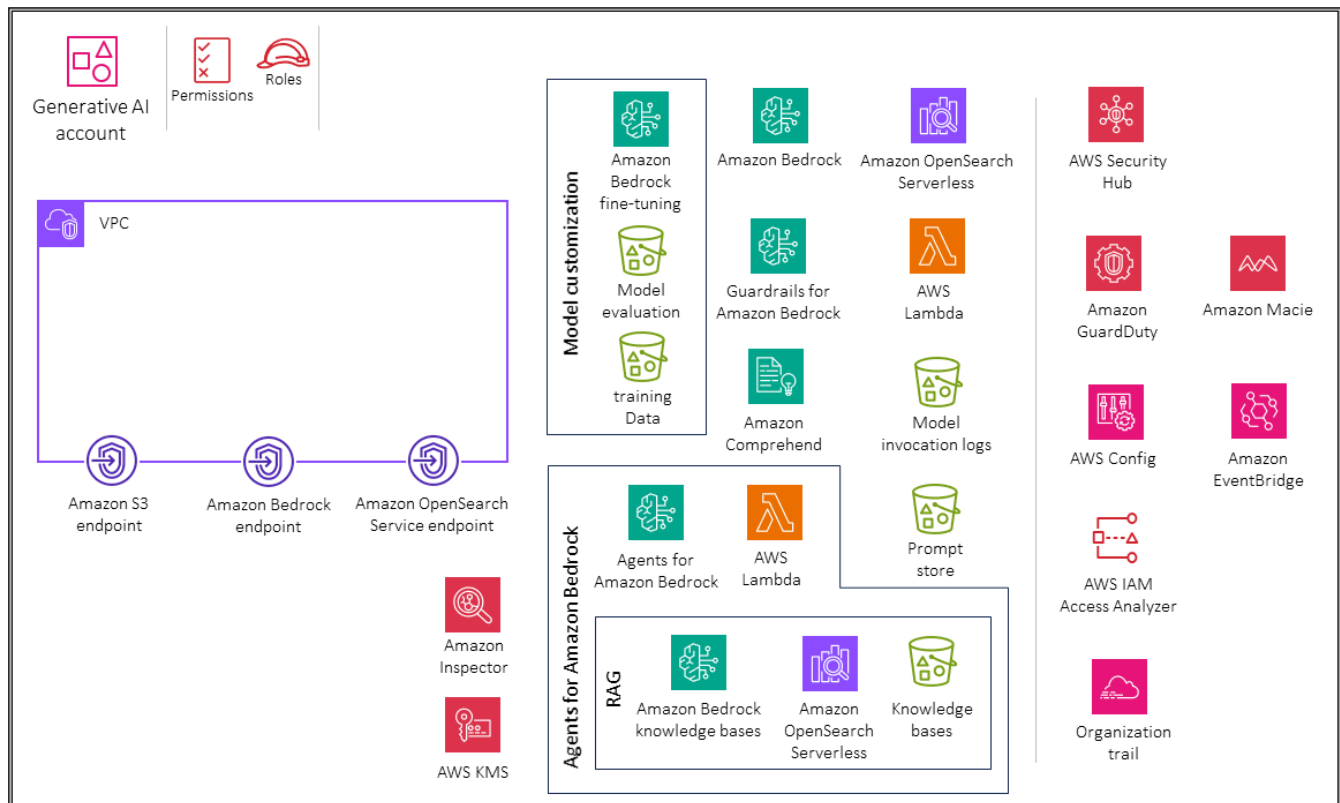 Generative AI
account
Permissions
Roles
VPC
Amazon S3
endpoint
Amazon Bedrock
endpoint
Amazon OpenSearch
Service endpoint
Amazon
Inspector
AWS KMS
Model customization
Amazon
Bedrock
fine-tuning
Model
evaluation
training
Data
Amazon Bedrock
Amazon OpenSearch
Serverless
Guardrails for
Amazon Bedrock
AWS
Lambda
Amazon
Comprehend
Model
invocation logs
Prompt
store
Agents for Amazon Bedrock
Agents for
Amazon Bedrock
AWS
Lambda
RAG
Amazon Bedrock
knowledge bases
Amazon
OpenSearch
Serverless
Knowledge
bases
AWS Security
Hub
Amazon
GuardDuty
Amazon Macie
AWS Config
Amazon
EventBridge
AWS IAM
Access Analyzer
Organization
trail